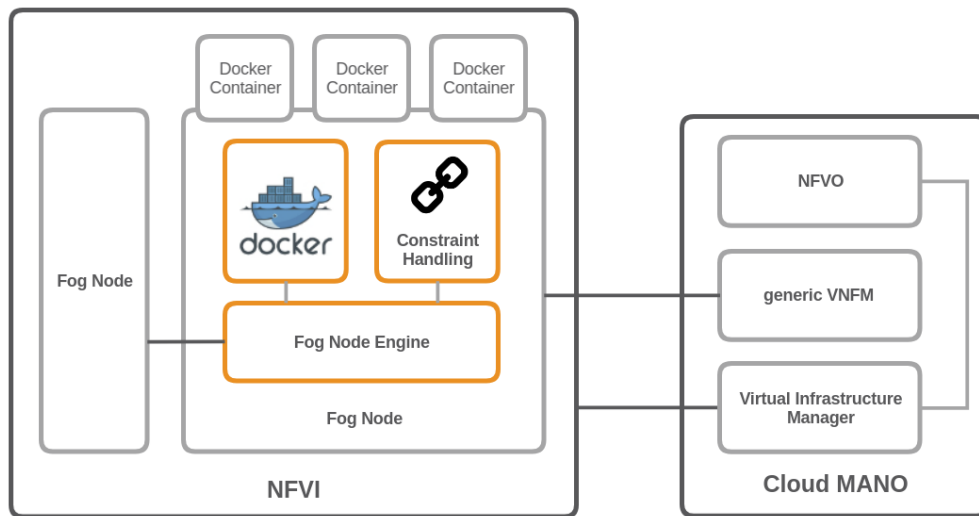 Docker
Container
Docker
Container
Docker
Container
docker
Constraint
Handling
Fog Node
Fog Node Engine
Fog Node
NFVI
NFVO
generic VNFM
Virtual Infrastructure
Manager
Cloud MANO